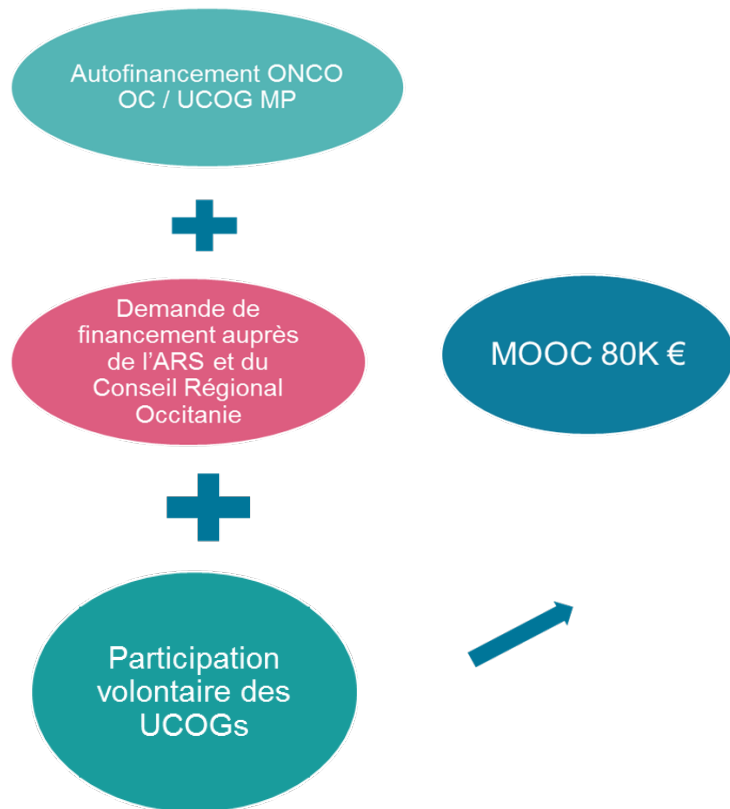 Autofinancement ONCO
OC / UCOG MP
Demande de
financement auprès
de l’ARS et du
Conseil Régional
Occitanie
MOOC 80K €
Participation
volontaire des
UCOGs